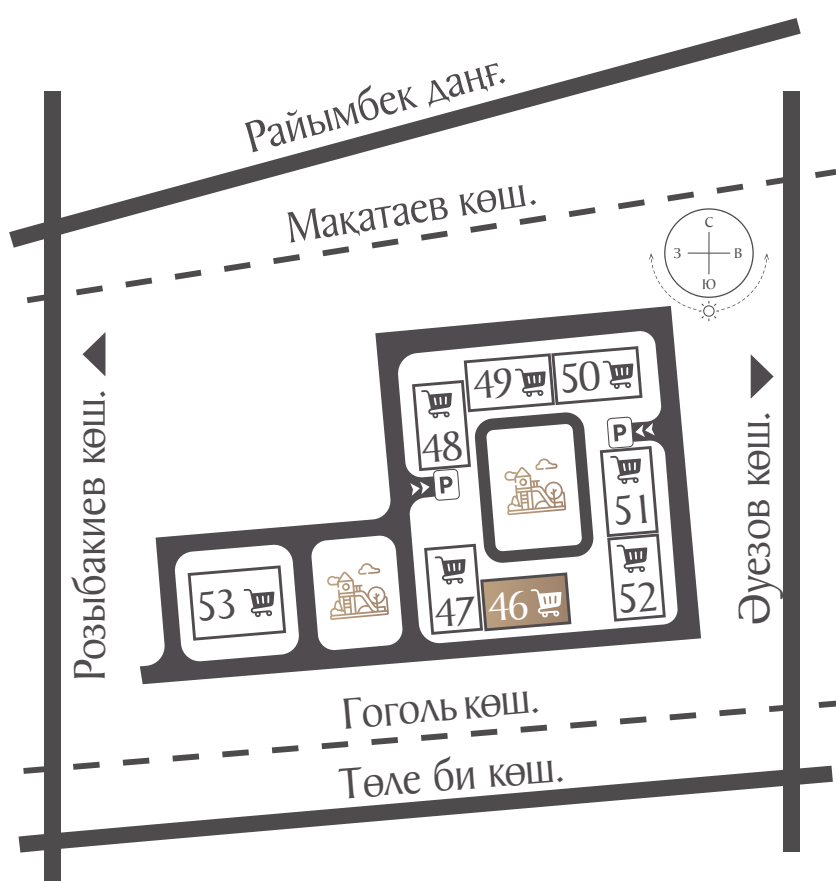 Райымбек даңғ.
Мақатаев көш.
С
З
В
Ю
49
50
48
P
P
51
Розыбакиев көш.
Әуезов көш.
53
47
46
52
Гоголь көш.
Төле би көш.